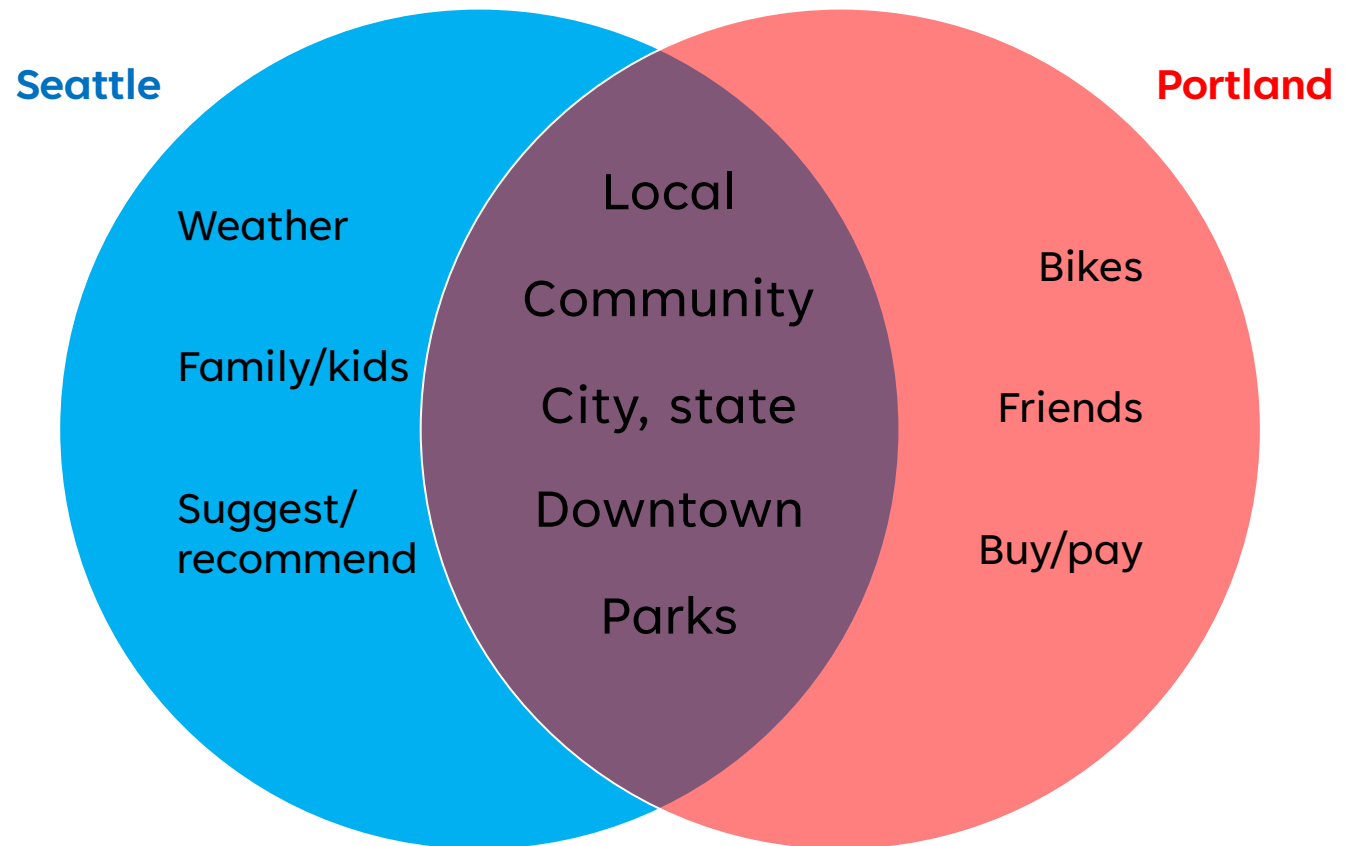 Seattle
Portland
Weather
Family/kids
Suggest/
recommend
Local
Community
City, state
Downtown
Parks
Bikes
Friends
Buy/pay